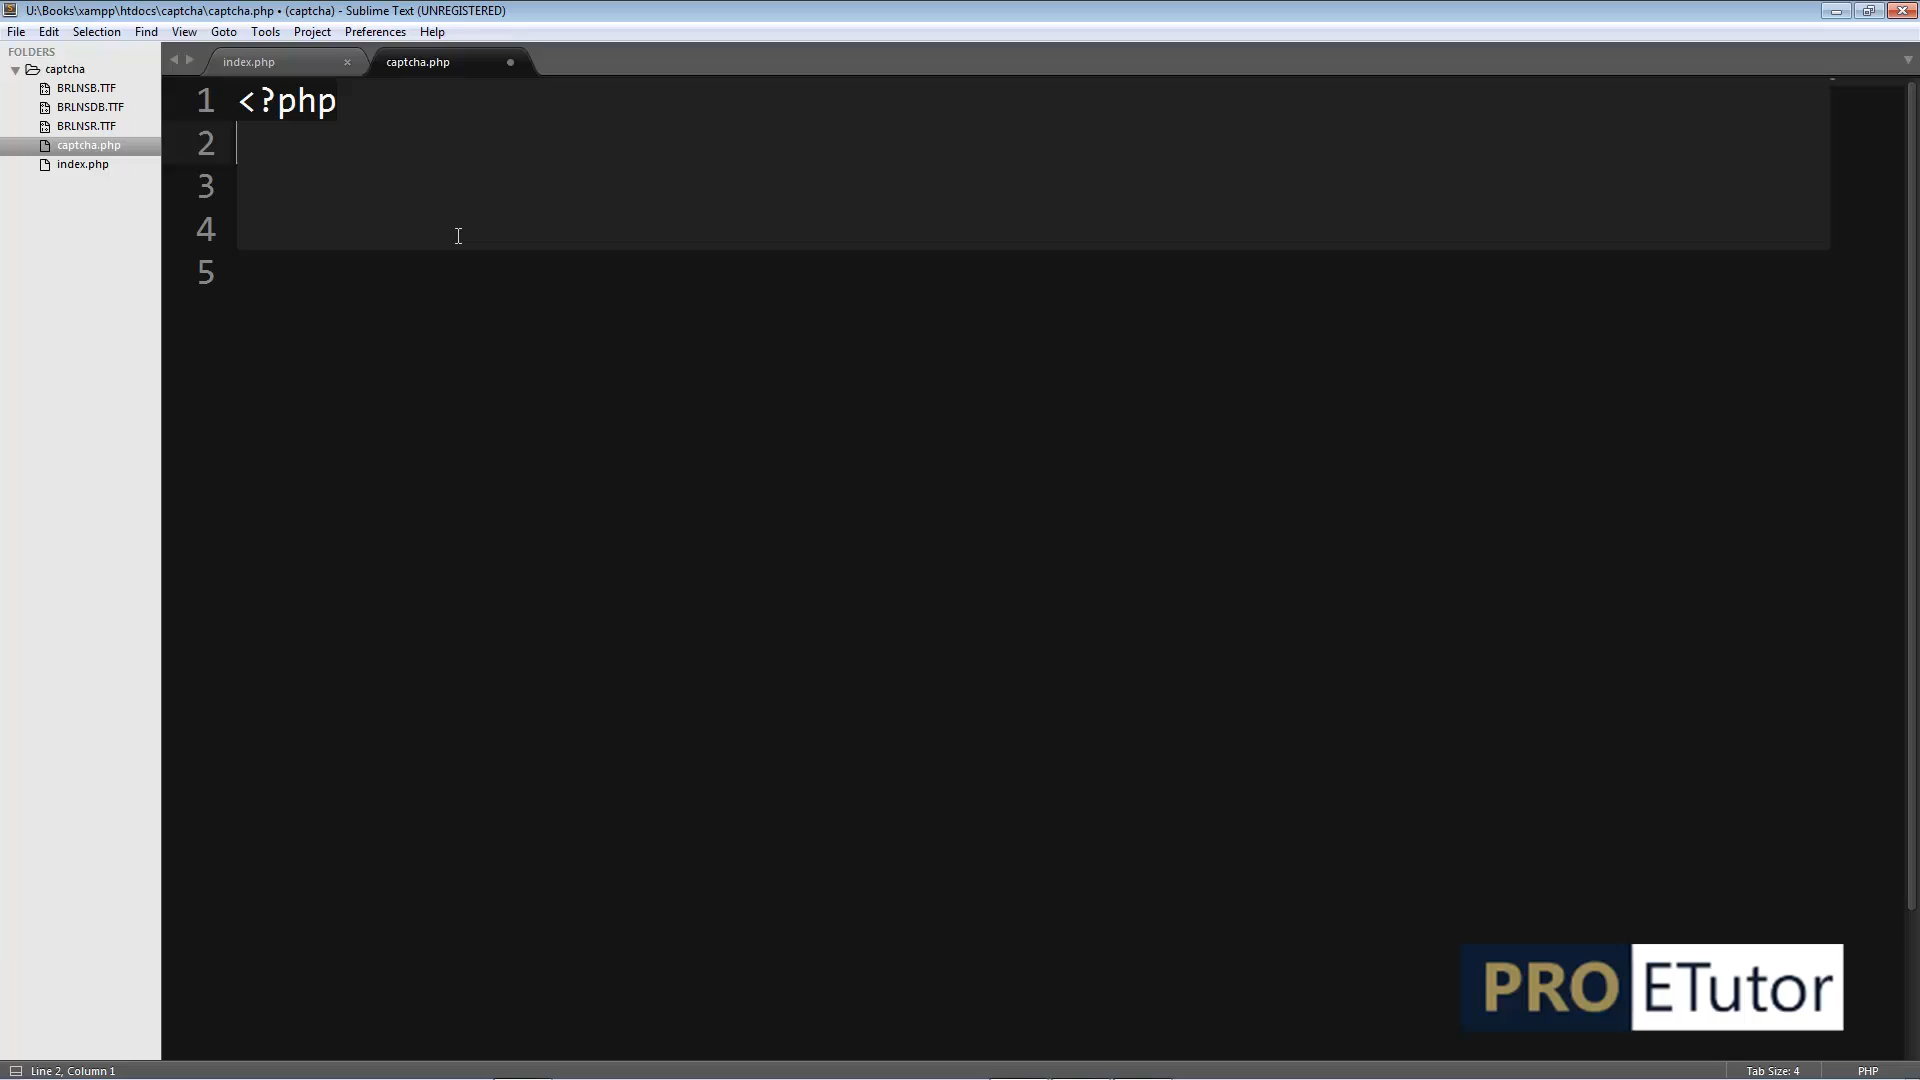 U:\Books\xampp\htdocs\captcha\captcha.php • (captcha) - Sublime Text (UNREGISTERED)
File Edit Selection Find View Goto Tools Project Preferences Help
FOLDERS
captcha
BRLNSB.TTF
BRLNSDB.TTF
BRLNSR.TTF
captcha.php
index.php
index.php
captcha.php
1 <?php
2
3
4
5
PRO ETutor
Line 2, Column 1
Tab Size: 4
PHP